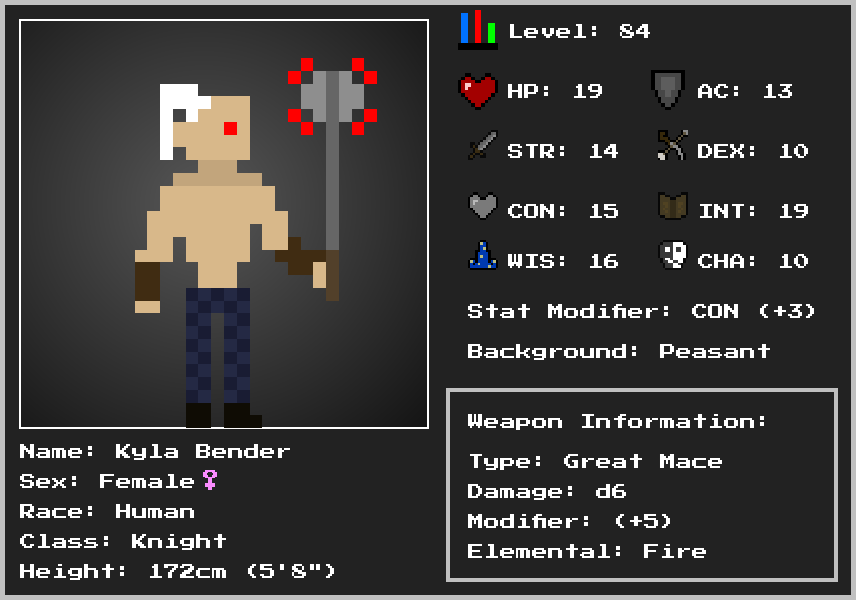 Level: 84
HP: 19 AC: 13
STR: 14 DEX: 10
CON: 15 INT: 19
WIS: 16 CHA: 10
Stat Modifier: CON (+3)
Background: Peasant
Weapon Information:
Type: Great Mace
Damage: d6
Modifier: (+5)
Elemental: Fire
Name: Kyla Bender
Sex: Female♀
Race: Human
Class: Knight
Height: 172cm (5'8")